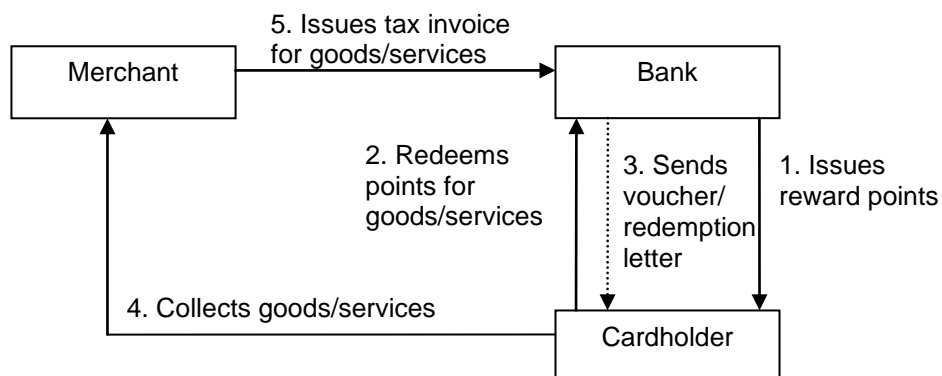 5. Issues tax invoice
for goods/services
Merchant
Bank
2. Redeems
points for
goods/services
3. Sends
voucher/
redemption
letter
1. Issues
reward points
4. Collects goods/services
Cardholder